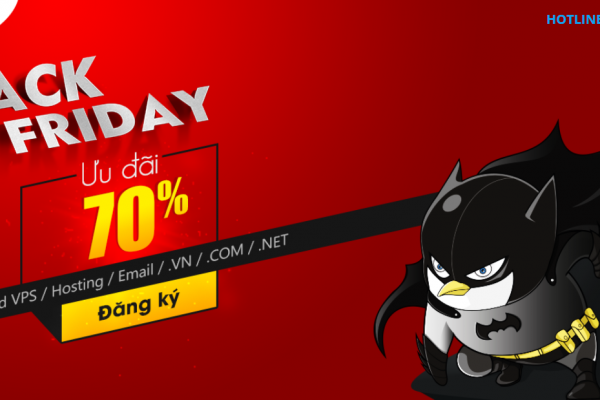 HOTLINE
ACK
FRIDAY
Ưu đãi
70%
VPS / Hosting / Email / .VN / .COM / .NET
Đăng ký